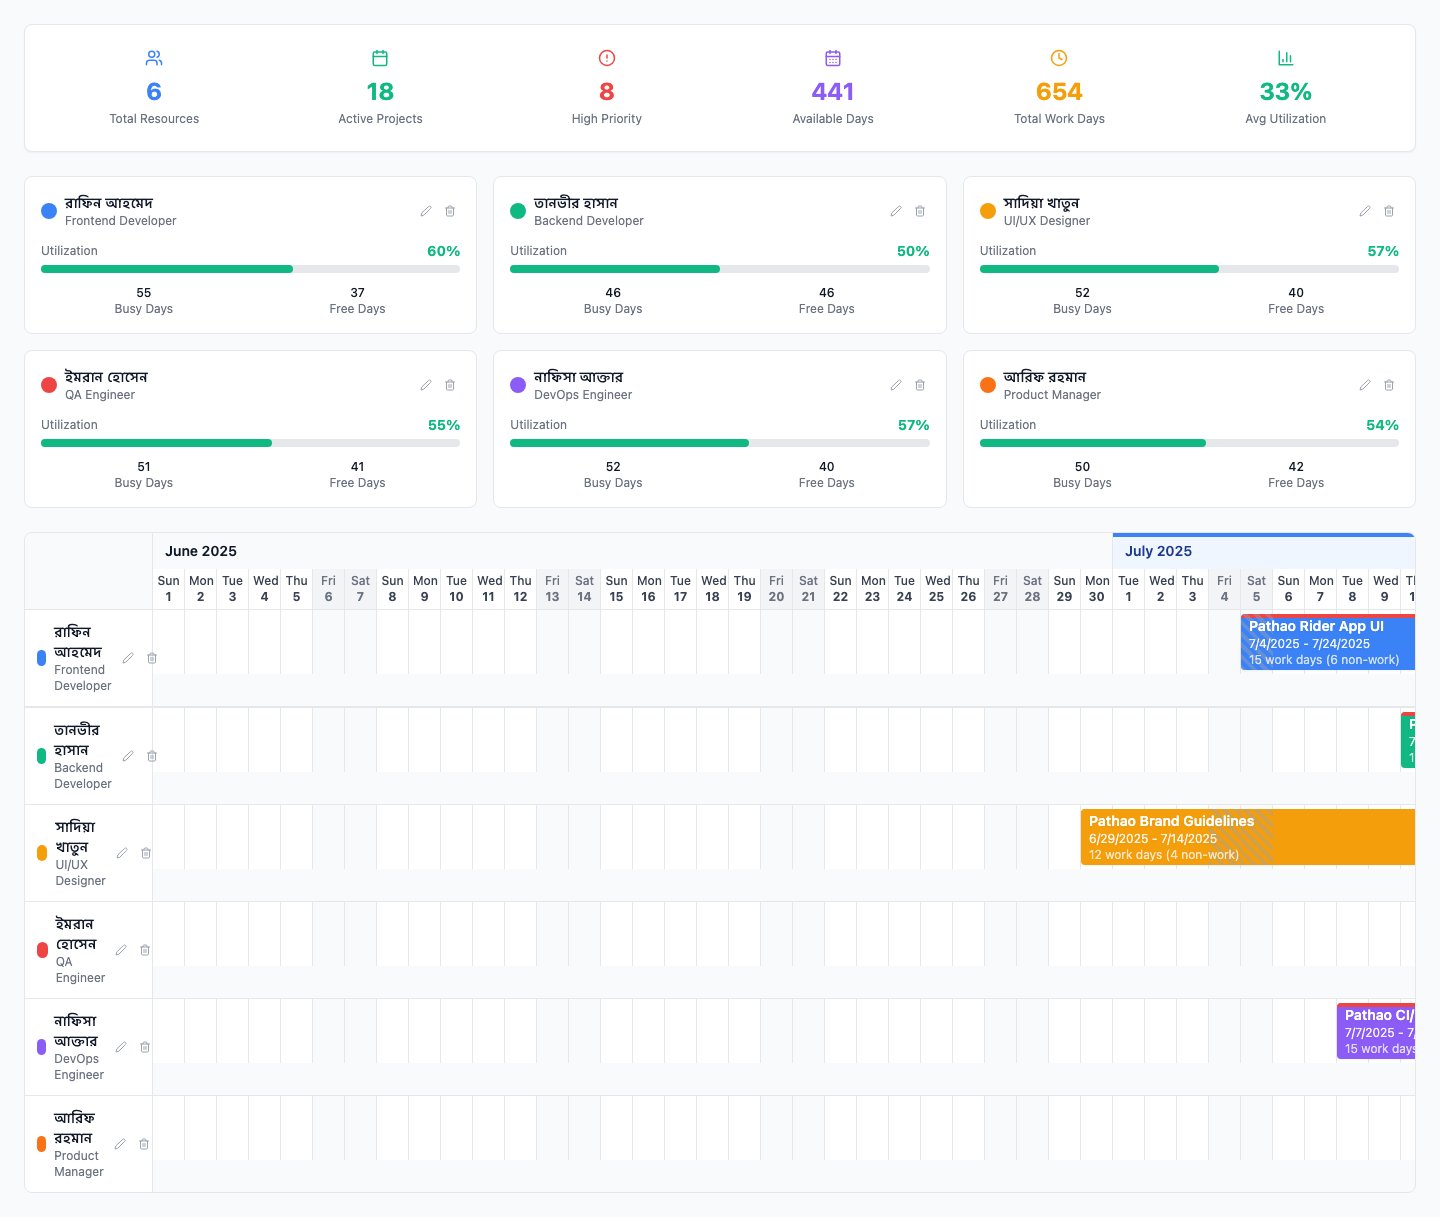 6
18
8
441
654
33%
Total Resources
Active Projects
High Priority
Available Days
Total Work Days
Avg Utilization
রাফিন আহমেদ
Frontend Developer
Utilization
60%
55
37
Busy Days
Free Days
তানভীর হাসান
Backend Developer
Utilization
50%
46
46
Busy Days
Free Days
সাদিয়া খাতুন
UI/UX Designer
Utilization
57%
52
40
Busy Days
Free Days
ইমরান হোসেন
QA Engineer
Utilization
55%
51
41
Busy Days
Free Days
নাফিসা আক্তার
DevOps Engineer
Utilization
57%
52
40
Busy Days
Free Days
আরিফ রহমান
Product Manager
Utilization
54%
50
42
Busy Days
Free Days
June 2025
July 2025
Sun Mon Tue Wed Thu Fri Sat Sun Mon Tue Wed Thu Fri Sat Sun Mon Tue Wed Thu Fri Sat Sun Mon Tue Wed Thu Fri Sat Sun Mon Tue Wed Thu Fri Sat Sun Mon Tue Wed
1 2 3 4 5 6 7 8 9 10 11 12 13 14 15 16 17 18 19 20 21 22 23 24 25 26 27 28 29 30 1 2 3 4 5 6 7 8 9
রাফিন
আহমেদ
Frontend
Developer
Pathao Rider App UI
7/4/2025 - 7/24/2025
15 work days (6 non-work)
তানভীর
হাসান
Backend
Developer
সাদিয়া
খাতুন
UI/UX
Designer
Pathao Brand Guidelines
6/29/2025 - 7/14/2025
12 work days (4 non-work)
ইমরান
হোসেন
QA
Engineer
নাফিসা
আক্তার
DevOps
Engineer
Pathao CI/
7/7/2025 - 7/
15 work days
আরিফ
রহমান
Product
Manager